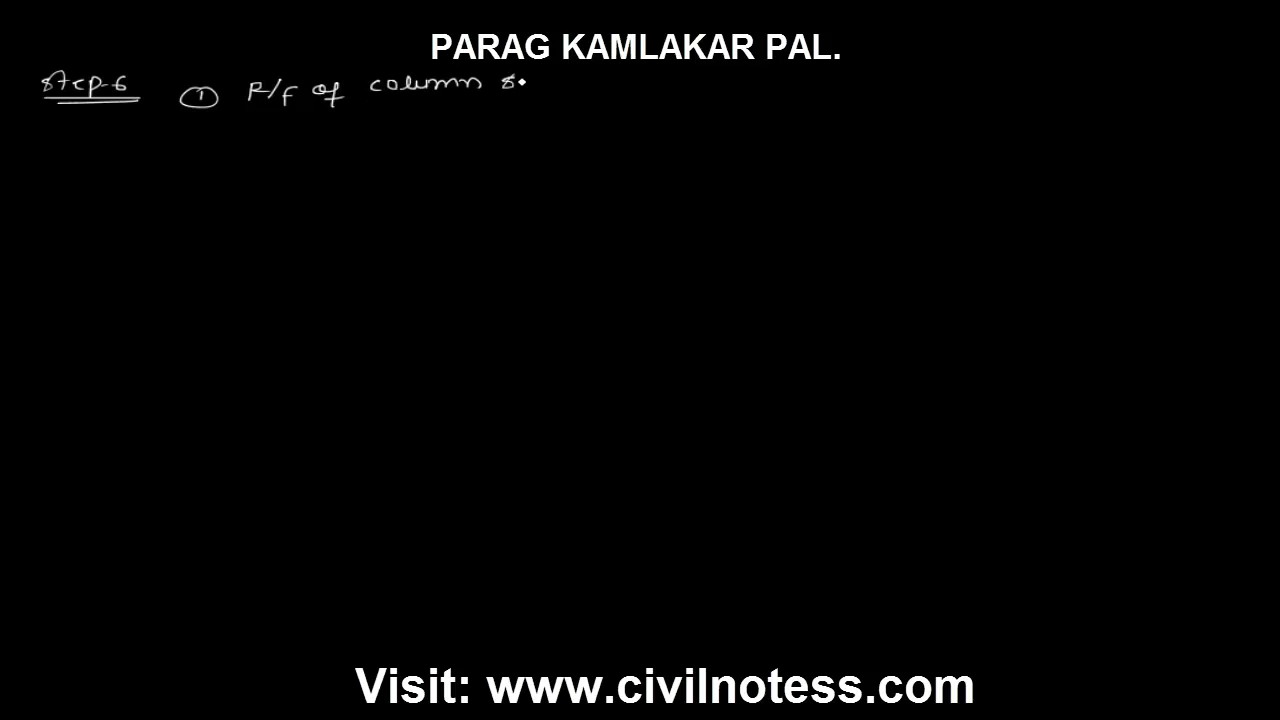 PARAG KAMLAKAR PAL.
Step-6 ① R/F of column s
Visit: www.civilnotess.com